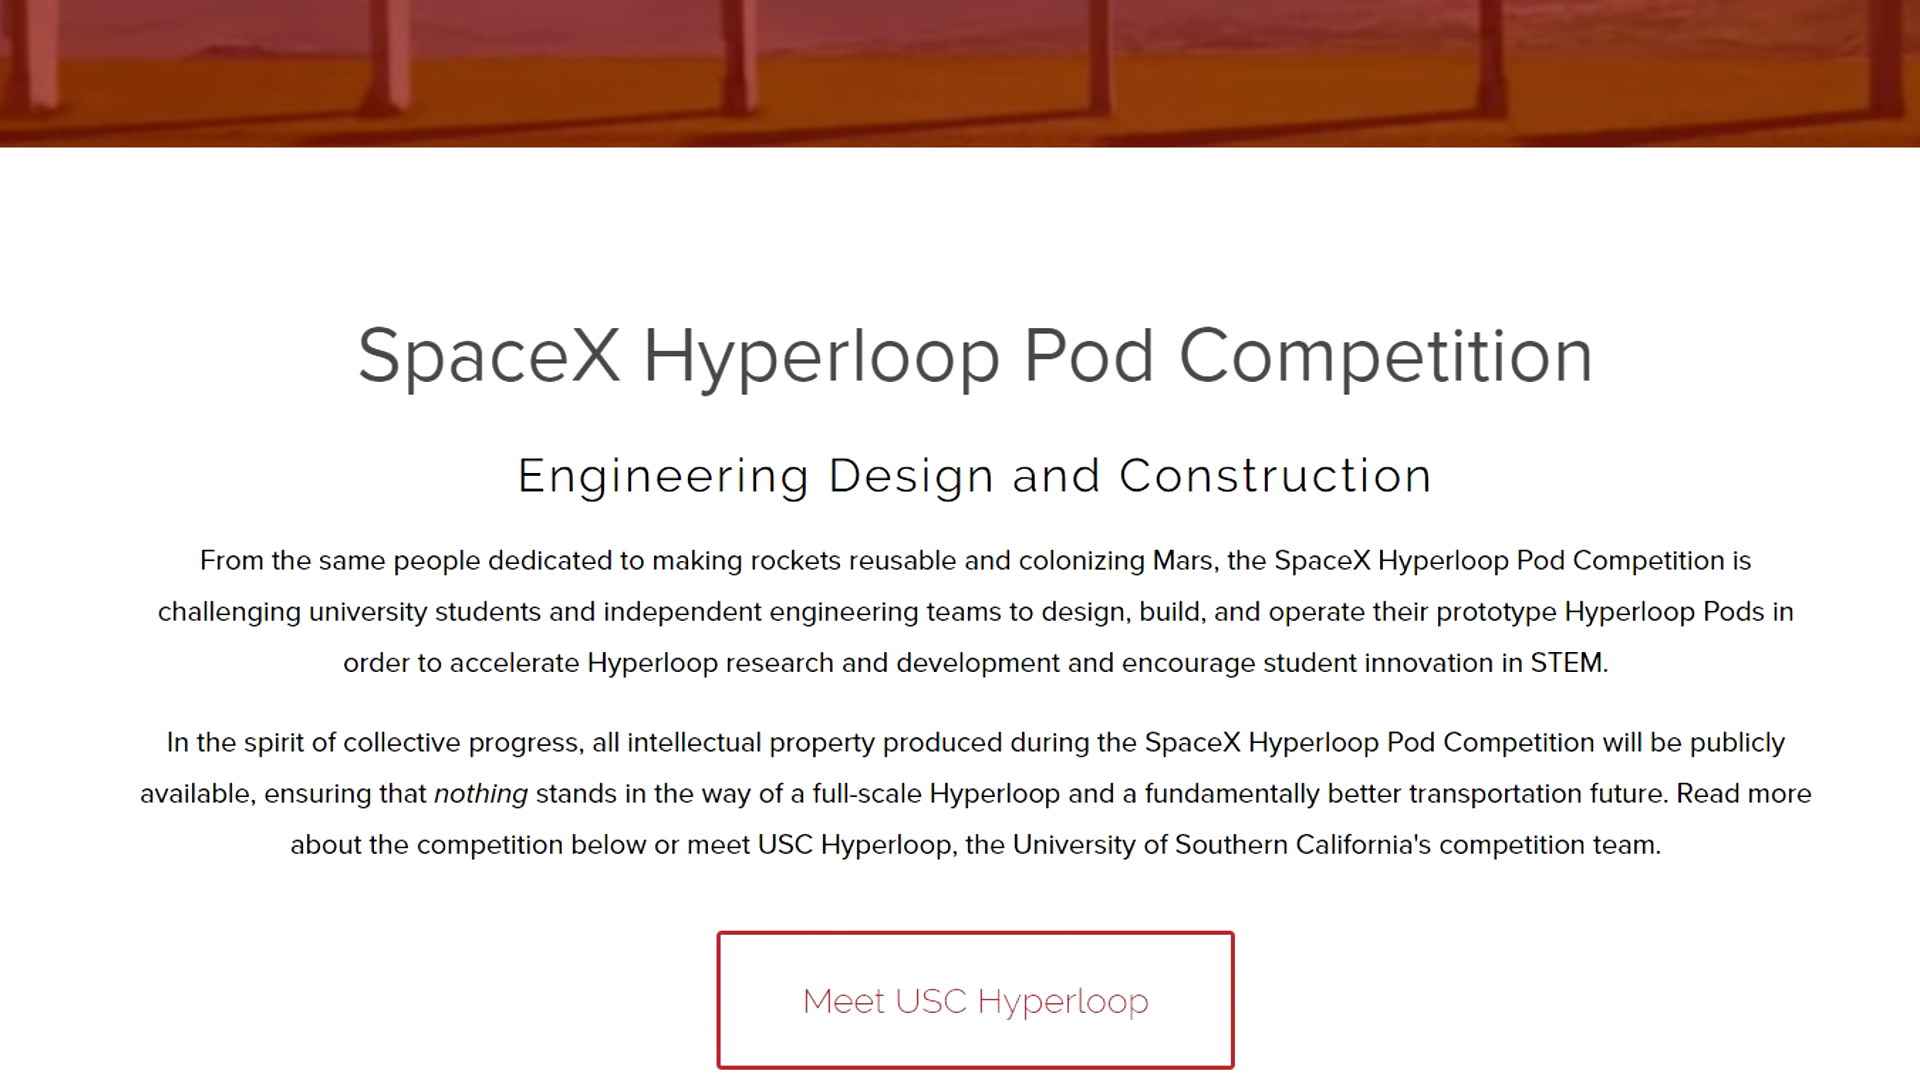 SpaceX Hyperloop Pod Competition
Engineering Design and Construction
From the same people dedicated to making rockets reusable and colonizing Mars, the SpaceX Hyperloop Pod Competition is
challenging university students and independent engineering teams to design, build, and operate their prototype Hyperloop Pods in
order to accelerate Hyperloop research and development and encourage student innovation in STEM.
In the spirit of collective progress, all intellectual property produced during the SpaceX Hyperloop Pod Competition will be publicly
available, ensuring that nothing stands in the way of a full-scale Hyperloop and a fundamentally better transportation future. Read more
about the competition below or meet USC Hyperloop, the University of Southern California's competition team.
Meet USC Hyperloop